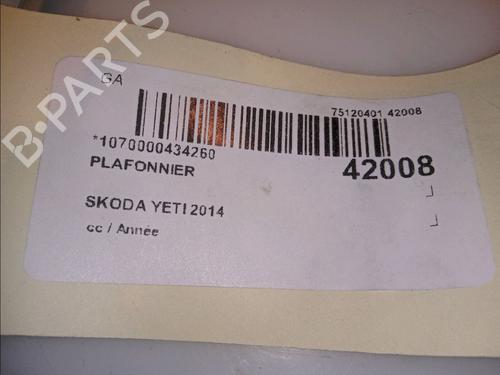 GA
75120401 42008
*1070000434260
PLAFONNIER
42008
SKODA YETI 2014
cc / Année
B-PARTS